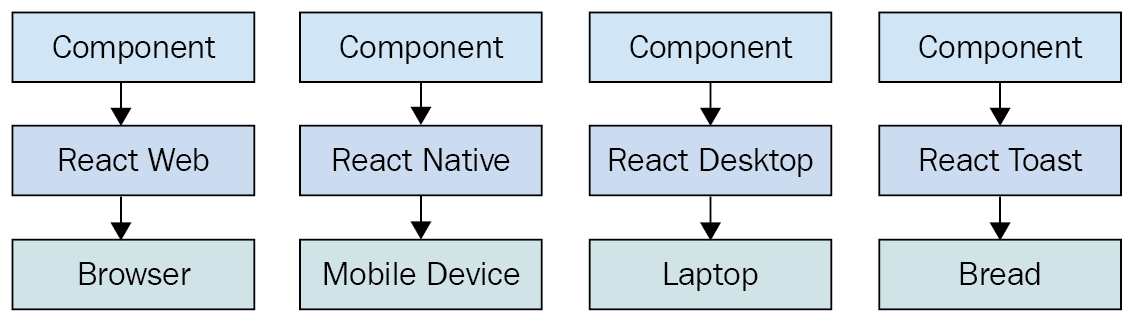 Component
Component
Component
Component
React Web
React Native
React Desktop
React Toast
Browser
Mobile Device
Laptop
Bread